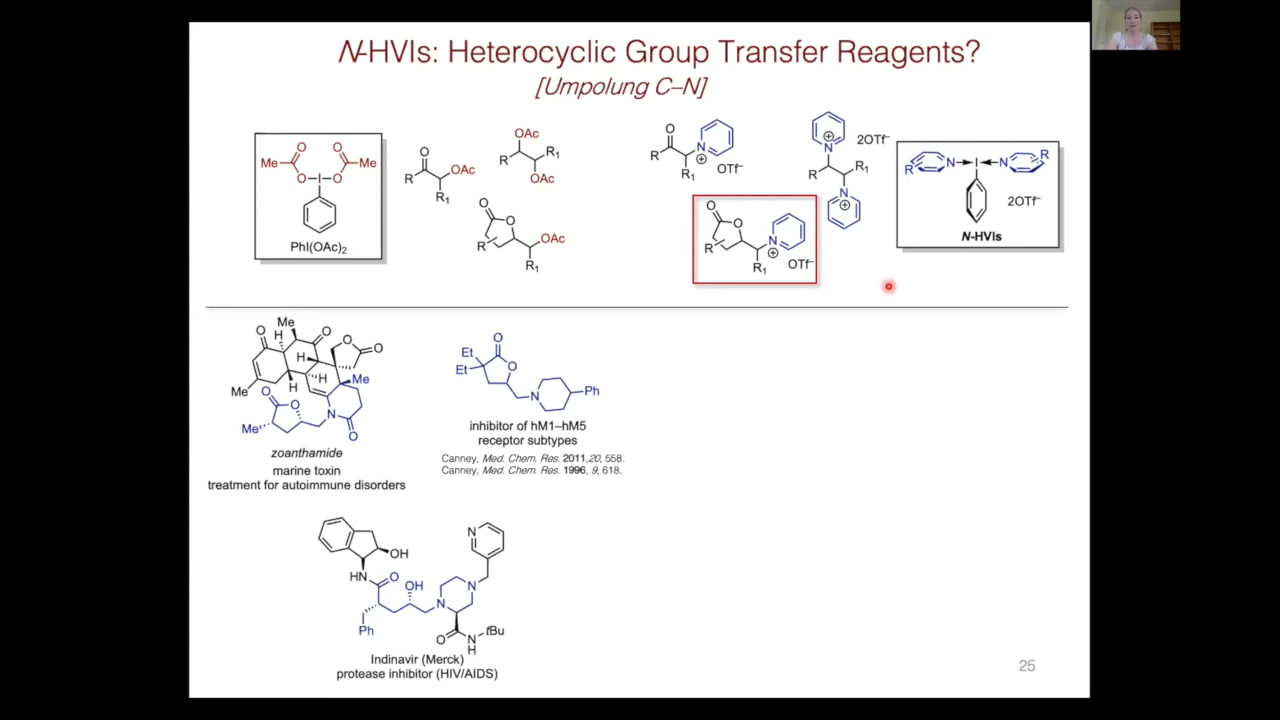 N-HVIs: Heterocyclic Group Transfer Reagents?
[Umpolung C–N]
Me O O Me
O I O
PhI(OAc)₂
O
R OAc
R₁
OAc
R R₁
OAc
O
O
R OAc
R₁
O
R N
⊕
R₁ OTf⁻
2OTf⁻
N
⊕
R R₁
N
⊕
O
O
R N
⊕
R₁ OTf⁻
R N I N R
2OTf⁻
N-HVIs
Me
O H O
O
O
H
H H
Me Me
O
O
N
Me
O
zoanthamide
marine toxin
treatment for autoimmune disorders
O
Et
O
Et
N Ph
inhibitor of hM1–hM5
receptor subtypes
Canney, Med. Chem. Res. 2011,20, 558.
Canney, Med. Chem. Res. 1996, 9, 618.
N
OH
HN O OH
N
N
Ph
O N tBu
H
Indinavir (Merck)
protease inhibitor (HIV/AIDS)
25